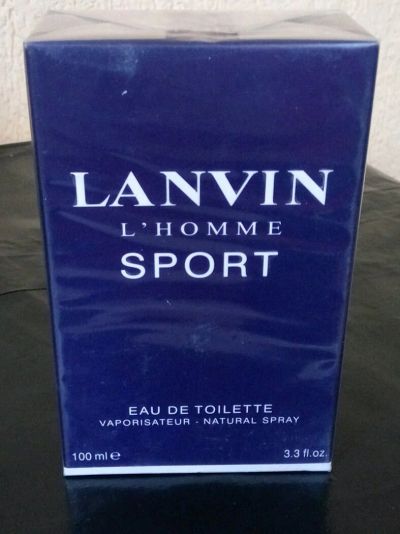 LANVIN
L'HOMME
SPORT
EAU DE TOILETTE
VAPORISATEUR - NATURAL SPRAY
100 ml ℮ 3.3 fl.oz.